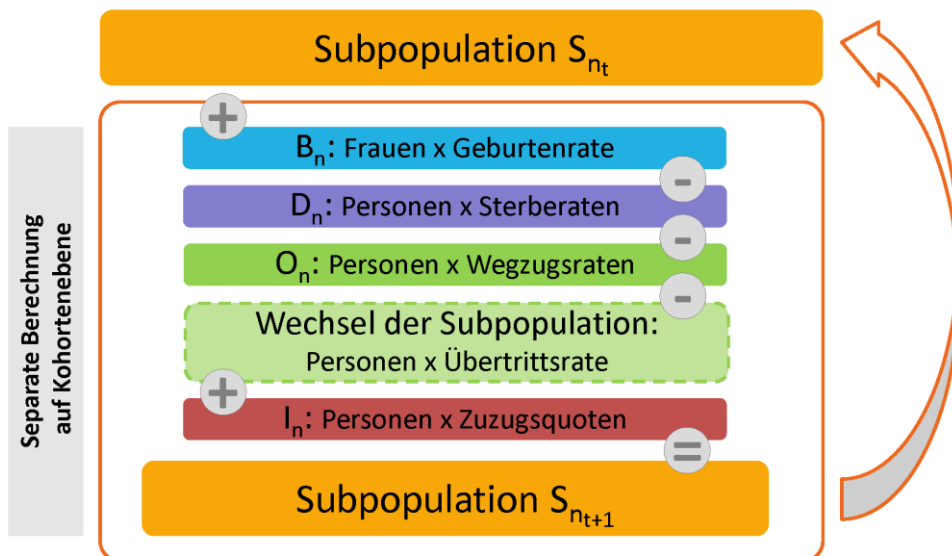 Subpopulation Sₙₜ
+
Bₙ: Frauen x Geburtenrate
-
Dₙ: Personen x Sterberaten
-
Oₙ: Personen x Wegzugsraten
-
Wechsel der Subpopulation:
Personen x Übertrittsrate
+
Iₙ: Personen x Zuzugsquoten
=
Subpopulation Sₙₜ₊₁
Separate Berechnung
auf Kohortenebene